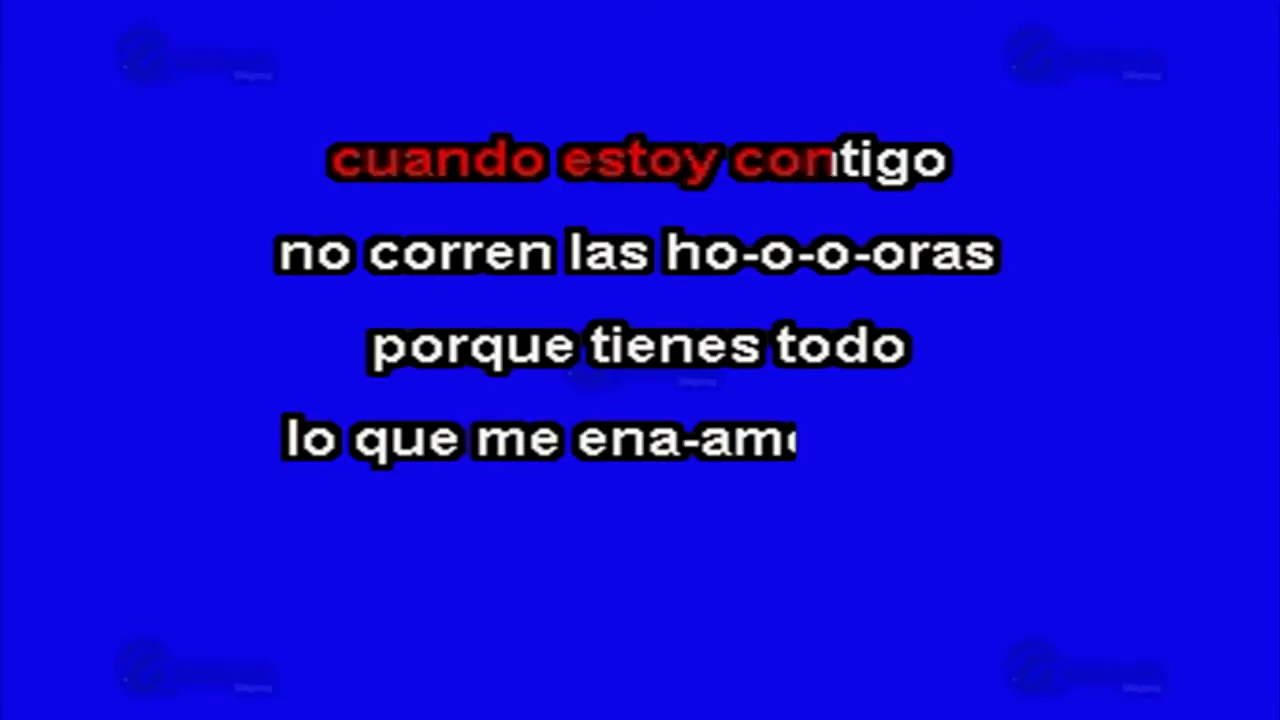 cuando estoy contigo
no corren las ho-o-o-oras
porque tienes todo
lo que me ena-am